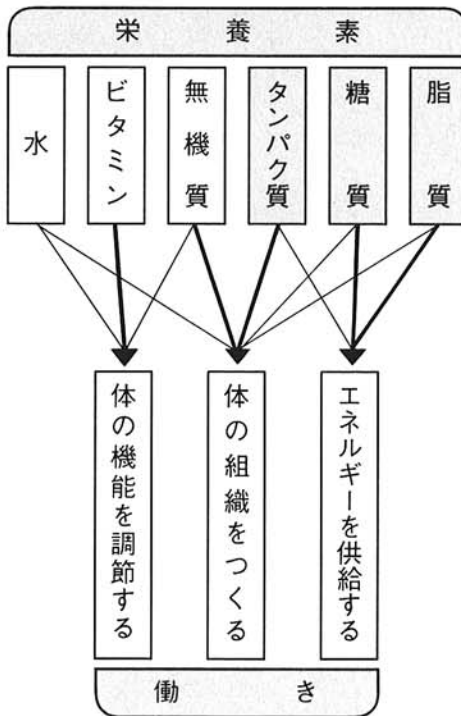 栄養素
水
ビタミン
無機質
タンパク質
糖質
脂質
体の機能を調節する
体の組織をつくる
エネルギーを供給する
働き